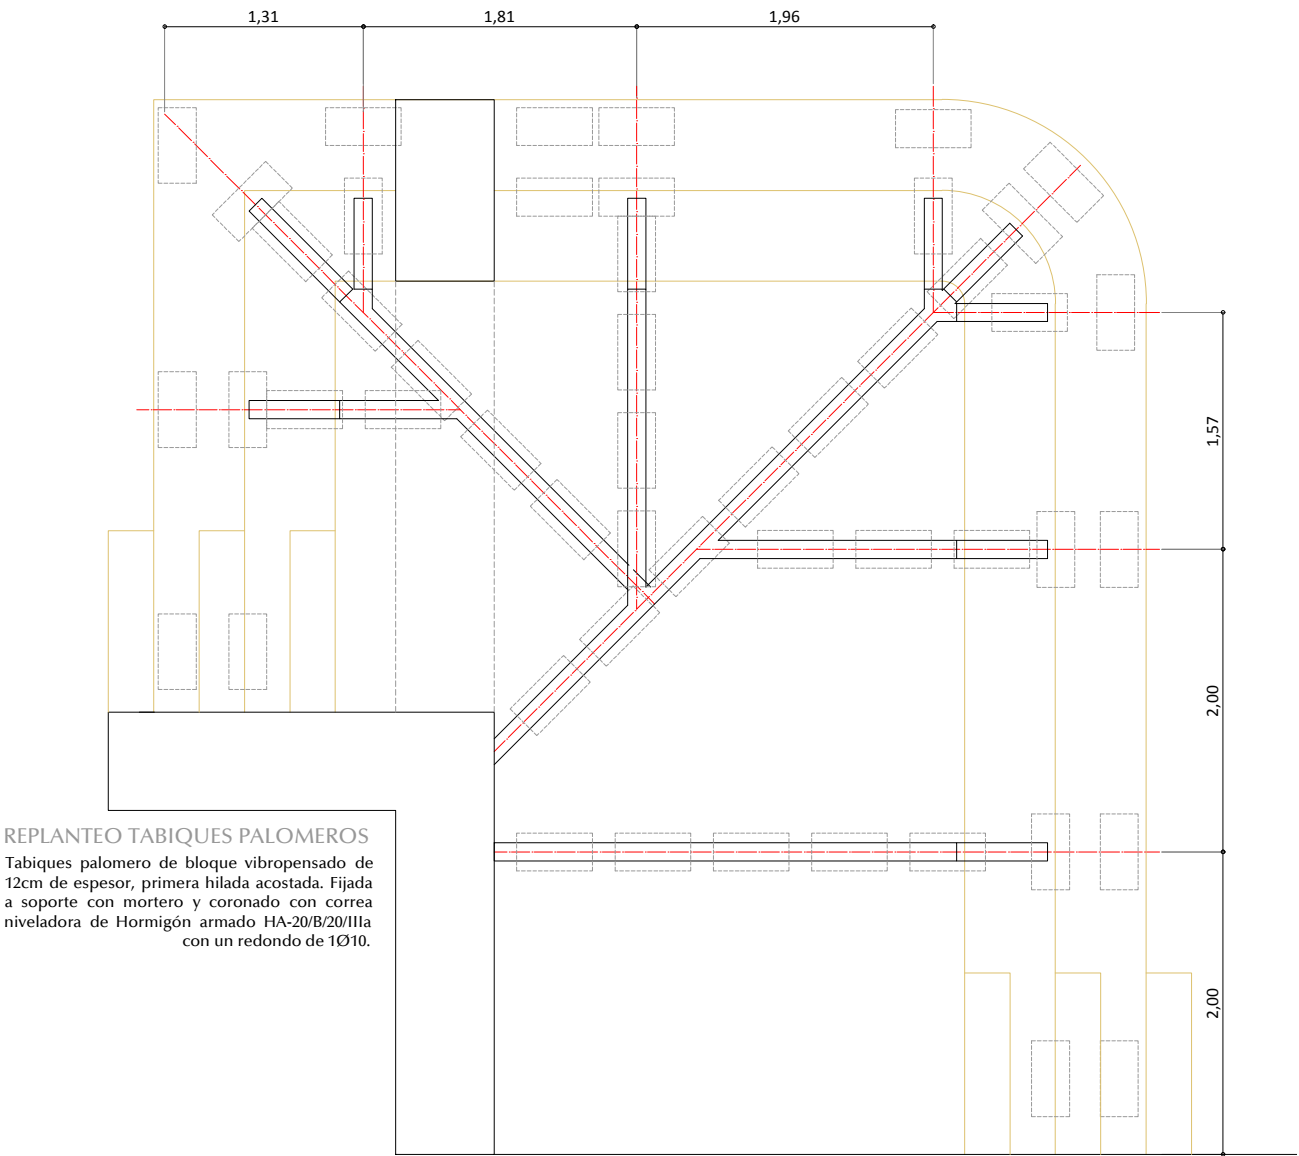 1,31
1,81
1,96
1,57
2,00
2,00
REPLANTEO TABIQUES PALOMEROS
Tabiques palomero de bloque vibropensado de
12cm de espesor, primera hilada acostada. Fijada
a soporte con mortero y coronado con correa
niveladora de Hormigón armado HA-20/B/20/IIIa
con un redondo de 1Ø10.